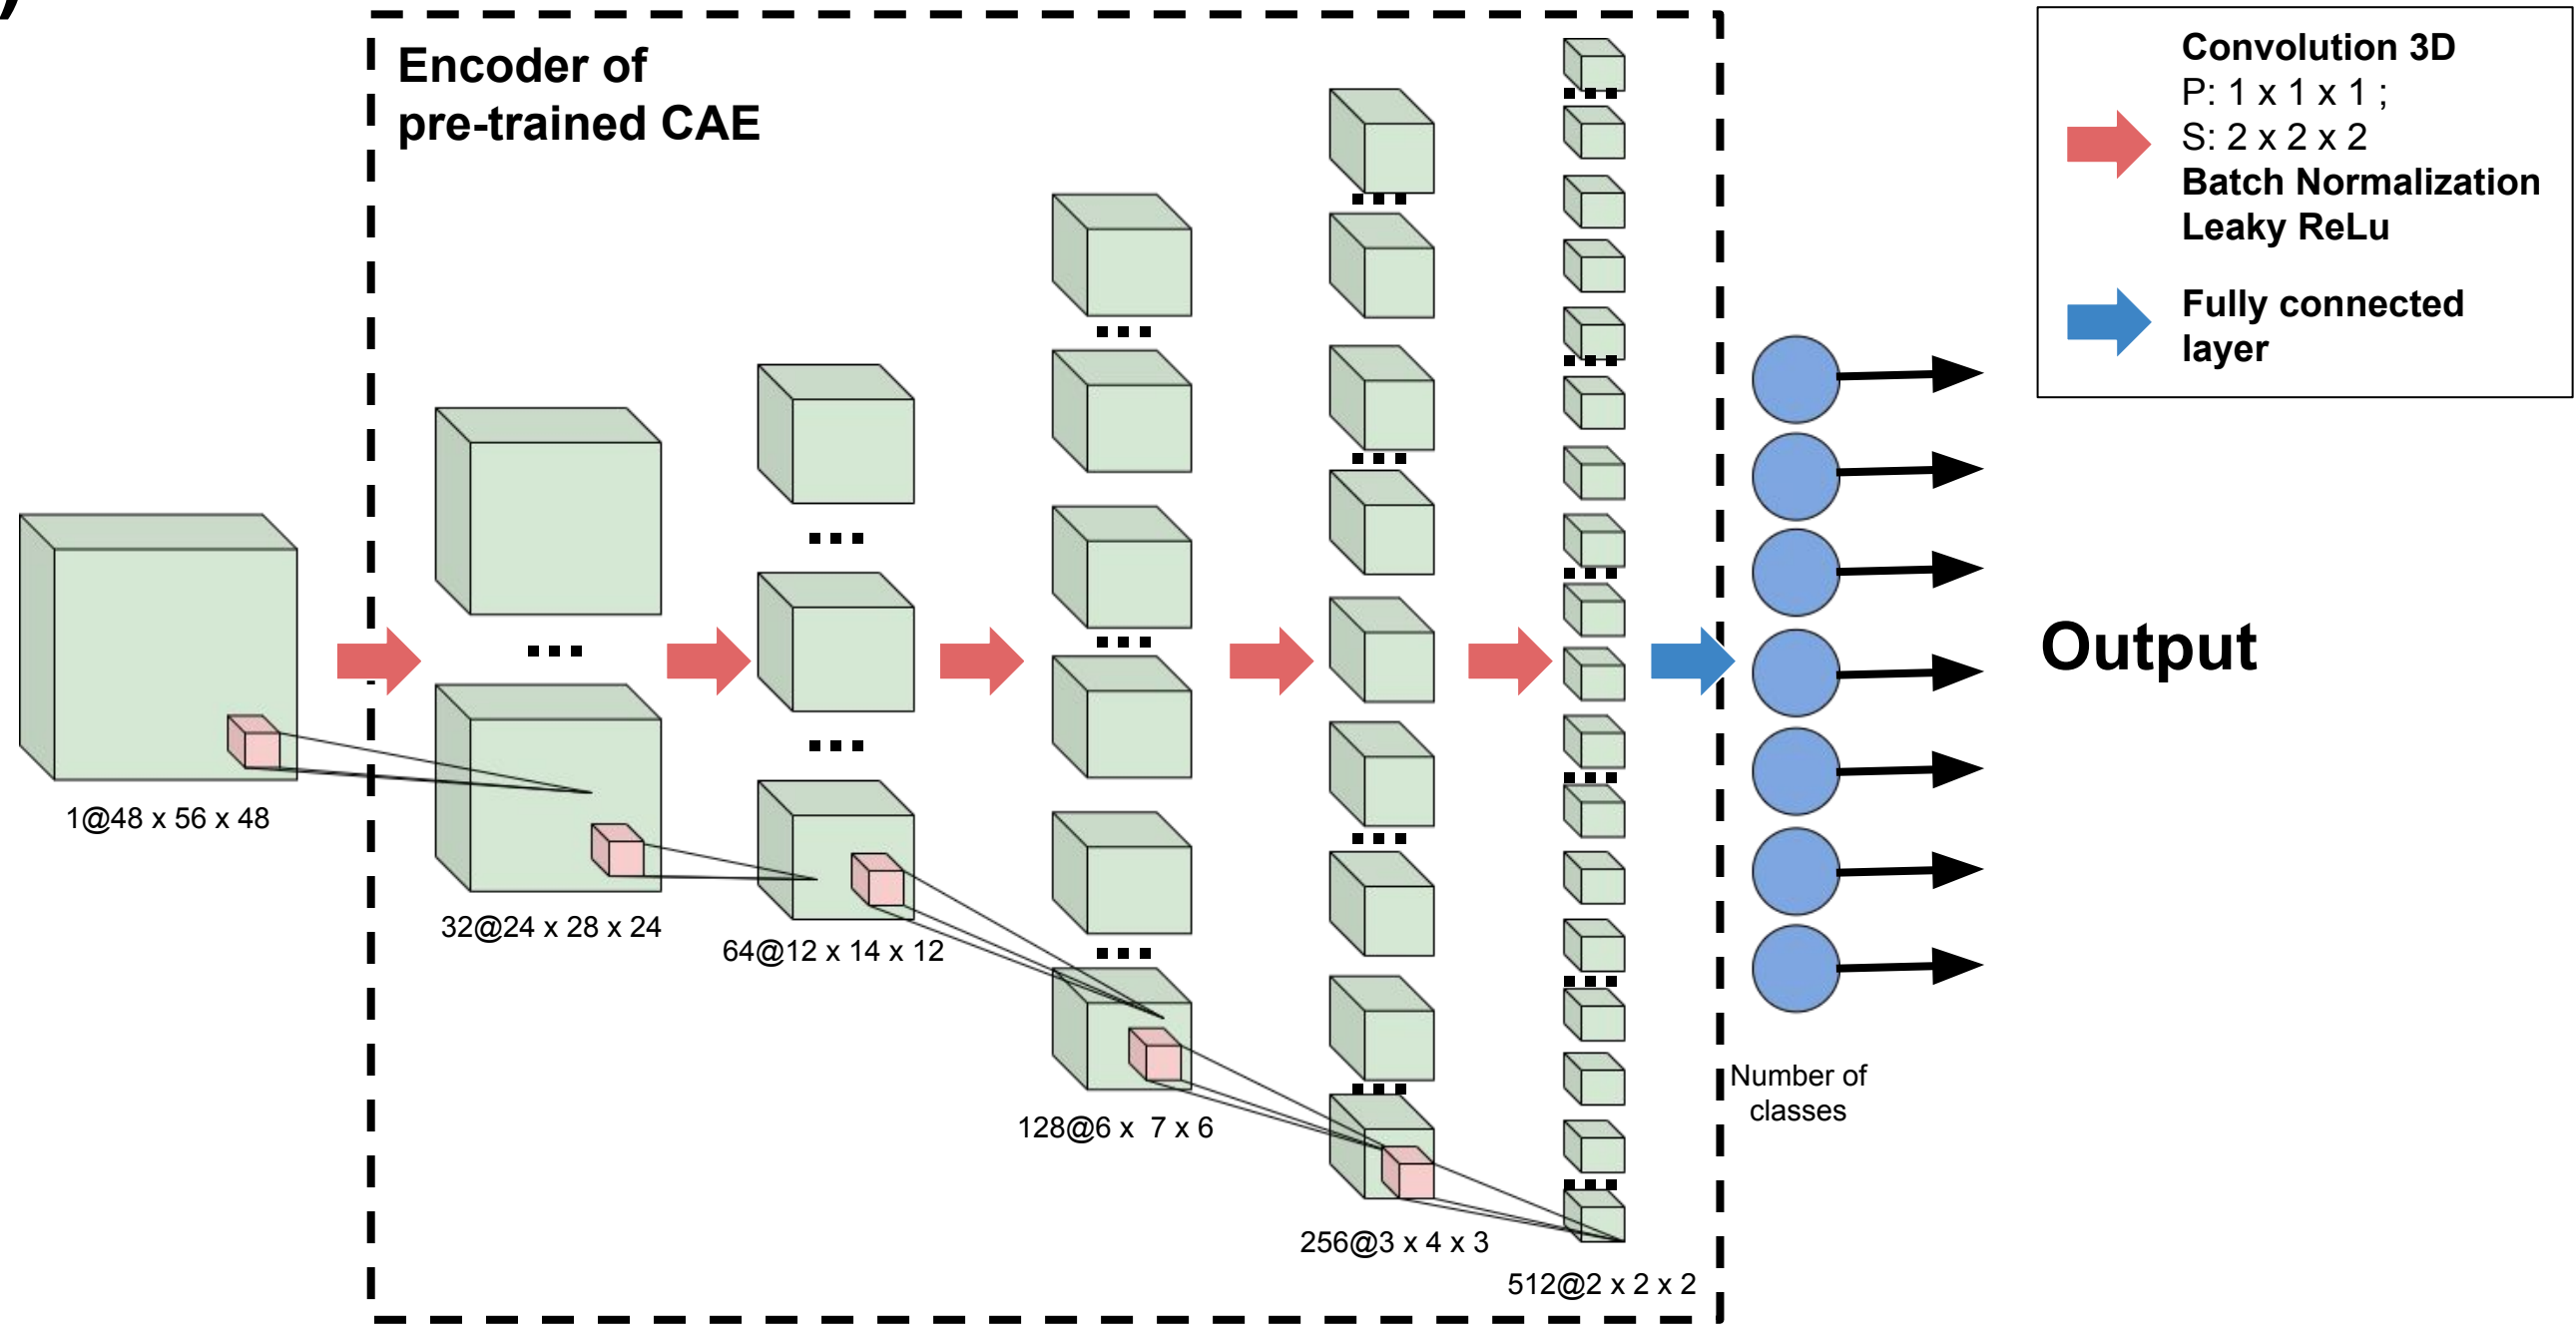 )
Encoder of
pre-trained CAE
Convolution 3D
P: 1 x 1 x 1 ;
S: 2 x 2 x 2
Batch Normalization
Leaky ReLu
Fully connected
layer
Output
1@48 x 56 x 48
32@24 x 28 x 24
64@12 x 14 x 12
128@6 x  7 x 6
256@3 x 4 x 3
512@2 x 2 x 2
Number of
classes